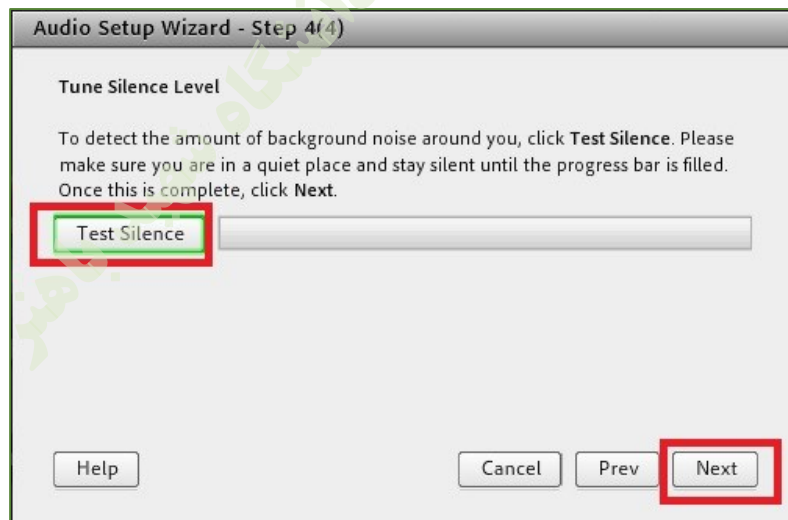 Audio Setup Wizard - Step 4(4)
Tune Silence Level
To detect the amount of background noise around you, click Test Silence. Please
make sure you are in a quiet place and stay silent until the progress bar is filled.
Once this is complete, click Next.
Test Silence
Help
Cancel
Prev
Next